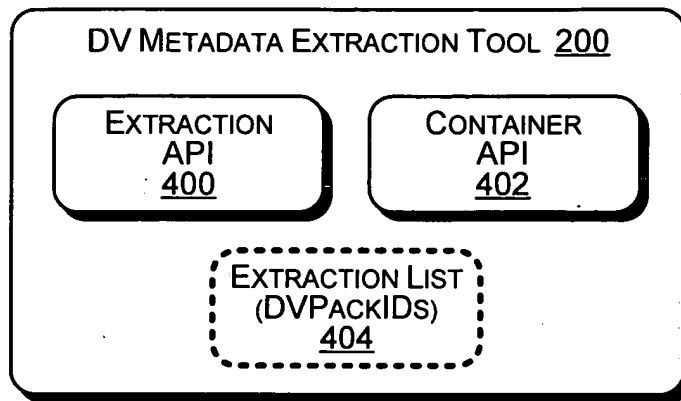 DV METADATA EXTRACTION TOOL 200
EXTRACTION
API
400
CONTAINER
API
402
EXTRACTION LIST
(DVPACKIDS)
404